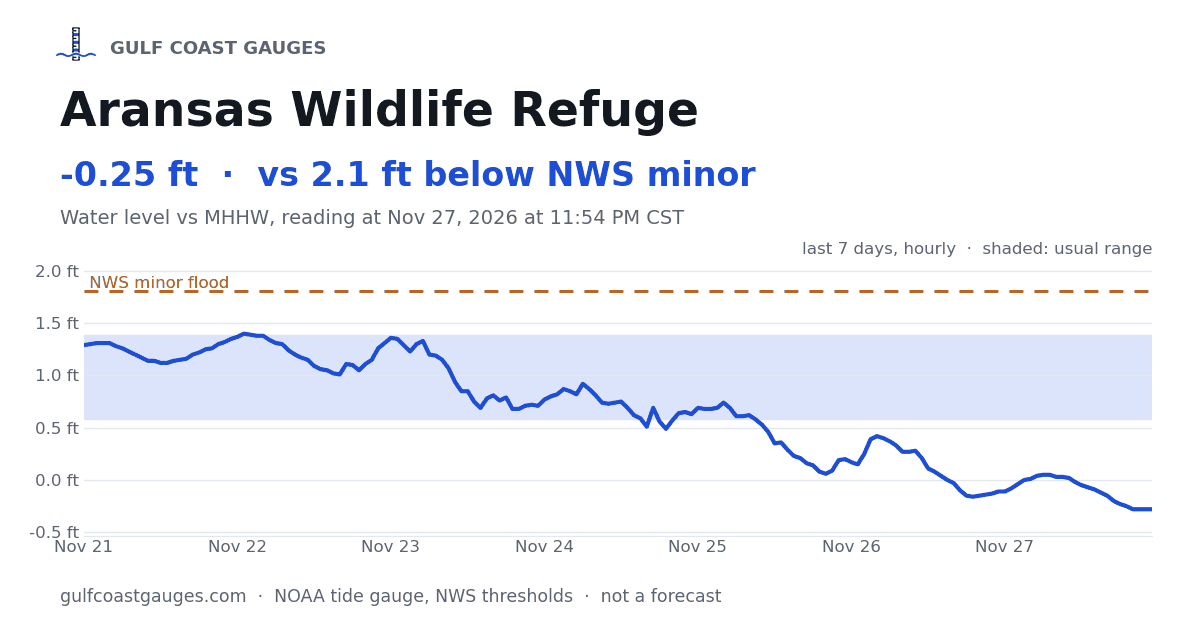 GULF COAST GAUGES
Aransas Wildlife Refuge
-0.25 ft · vs 2.1 ft below NWS minor
Water level vs MHHW, reading at Nov 27, 2026 at 11:54 PM CST
last 7 days, hourly · shaded: usual range
2.0 ft
NWS minor flood
1.5 ft
1.0 ft
0.5 ft
0.0 ft
-0.5 ft
Nov 21 Nov 22 Nov 23 Nov 24 Nov 25 Nov 26 Nov 27
gulfcoastgauges.com · NOAA tide gauge, NWS thresholds · not a forecast